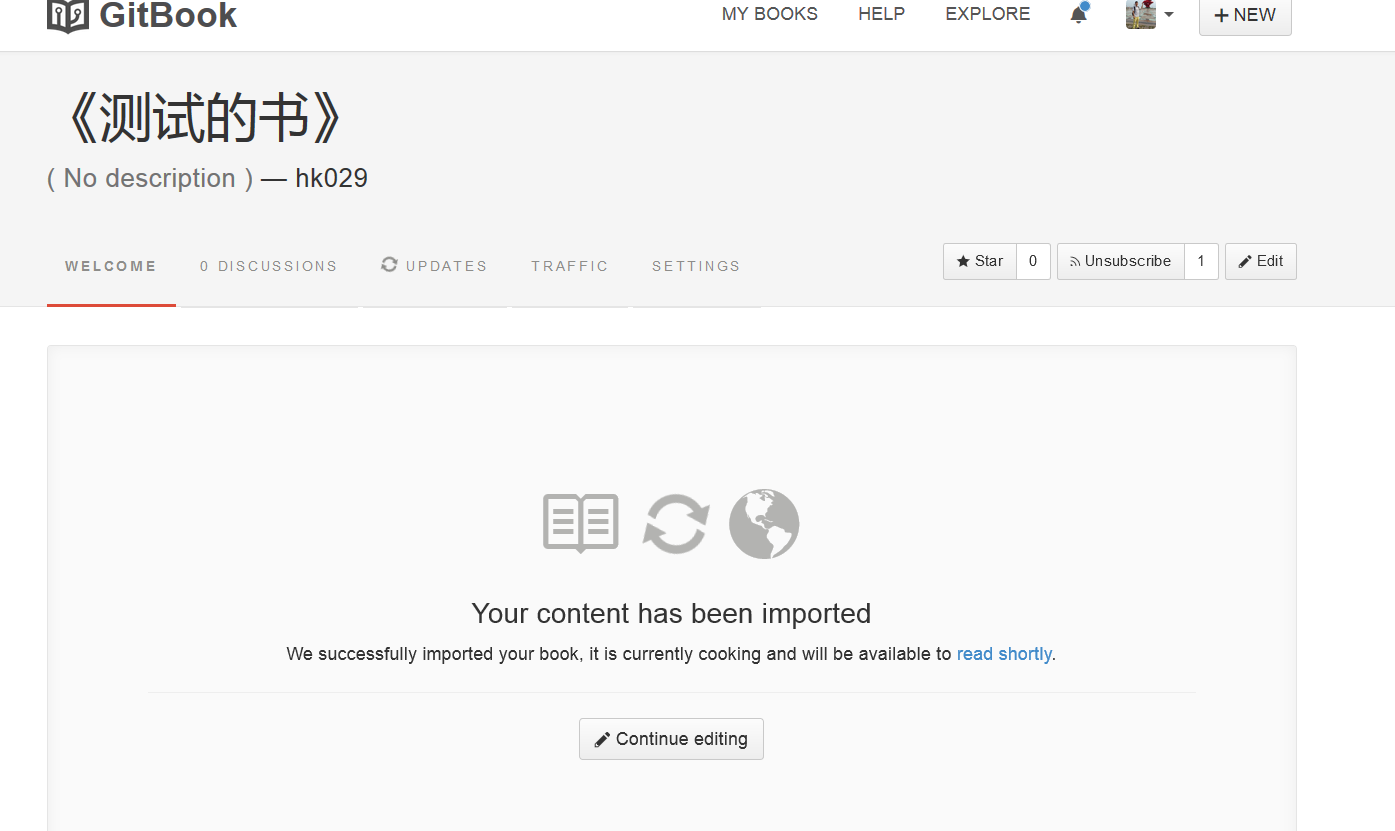 GitBook MY BOOKS HELP EXPLORE + NEW
《测试的书》
( No description ) — hk029
WELCOME 0 DISCUSSIONS UPDATES TRAFFIC SETTINGS Star 0 Unsubscribe 1 Edit
Your content has been imported
We successfully imported your book, it is currently cooking and will be available to read shortly.
Continue editing